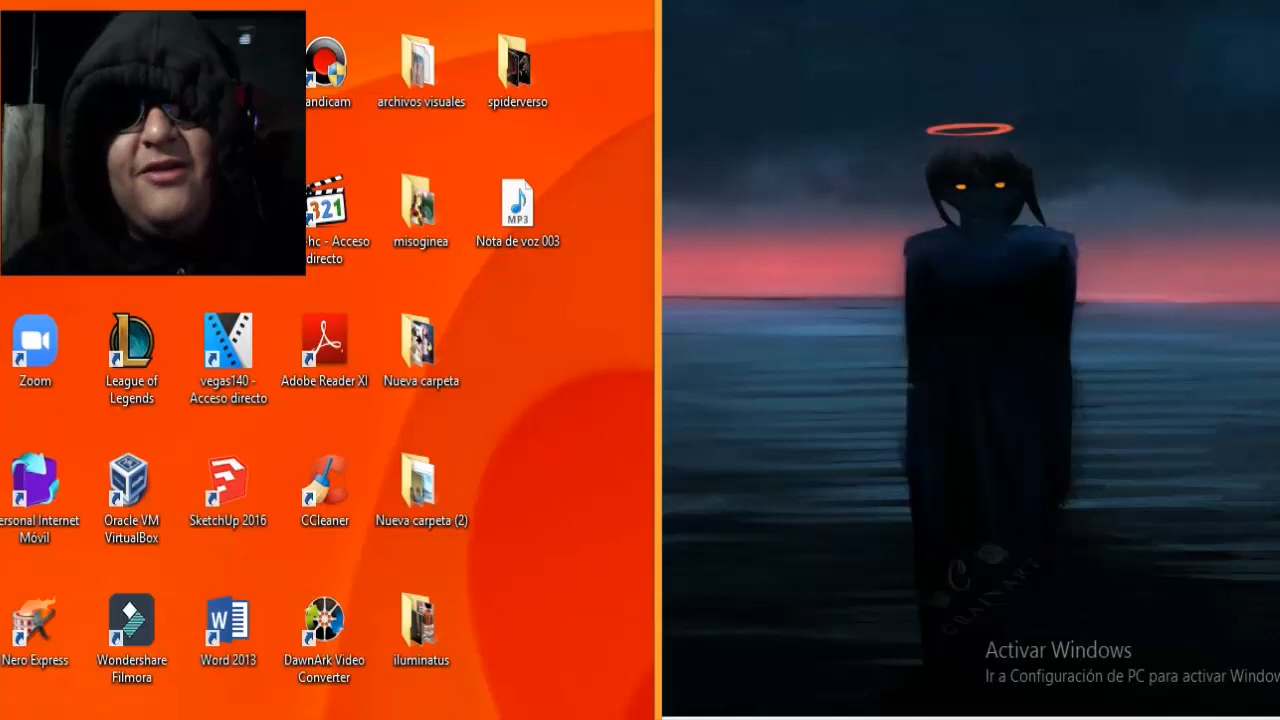 andicam
archivos visuales
spiderverso
321
-hc - Acceso
directo
misoginea
MP3
Nota de voz 003
Zoom
League of
Legends
vegas140 -
Acceso directo
Adobe Reader XI
Nueva carpeta
ersonal Internet
Móvil
Oracle VM
VirtualBox
SketchUp 2016
CCleaner
Nueva carpeta (2)
Nero Express
Wondershare
Filmora
Word 2013
DawnArk Video
Converter
iluminatus
Activar Windows
Ir a Configuración de PC para activar Window